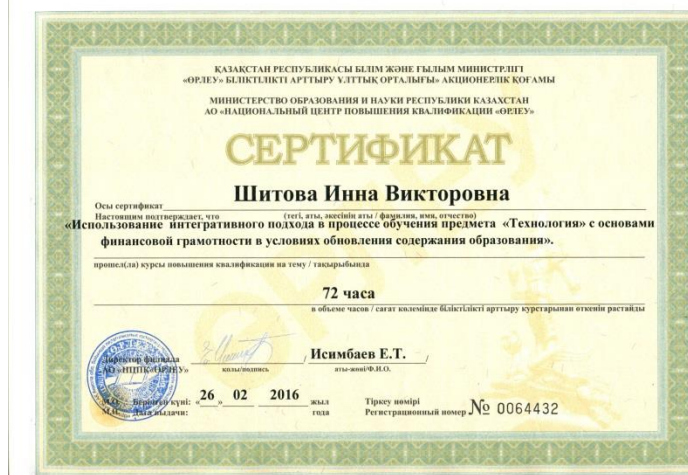 ҚАЗАҚСТАН РЕСПУБЛИКАСЫ БІЛІМ ЖӘНЕ ҒЫЛЫМ МИНИСТРЛІГІ
«ӨРЛЕУ» БІЛІКТІЛІКТІ АРТТЫРУ ҰЛТТЫҚ ОРТАЛЫҒЫ» АКЦИОНЕРЛІК ҚОҒАМЫ
МИНИСТЕРСТВО ОБРАЗОВАНИЯ И НАУКИ РЕСПУБЛИКИ КАЗАХСТАН
АО «НАЦИОНАЛЬНЫЙ ЦЕНТР ПОВЫШЕНИЯ КВАЛИФИКАЦИИ «ӨРЛЕУ»
СЕРТИФИКАТ
Осы сертификат Шитова Инна Викторовна
Настоящим подтверждает, что (тегі, аты, әкесінің аты / фамилия, имя, отчество)
«Использование интегративного подхода в процессе обучения предмета «Технология» с основами
финансовой грамотности в условиях обновления содержания образования».
прошел(ла) курсы повышения квалификации на тему / тақырыбында
72 часа
в объеме часов / сағат көлемінде біліктілікті арттыру курстарынан өткенін растайды
Директор филиала
АО «НЦПК «ӨРЛЕУ» Исимбаев Е.Т.
қолы/подпись аты-жөні/Ф.И.О.
М.О. Берілген күні: «26» 02 2016 жыл Тіркеу нөмірі
М.П. Дата выдачи: года Регистрационный номер № 0064432